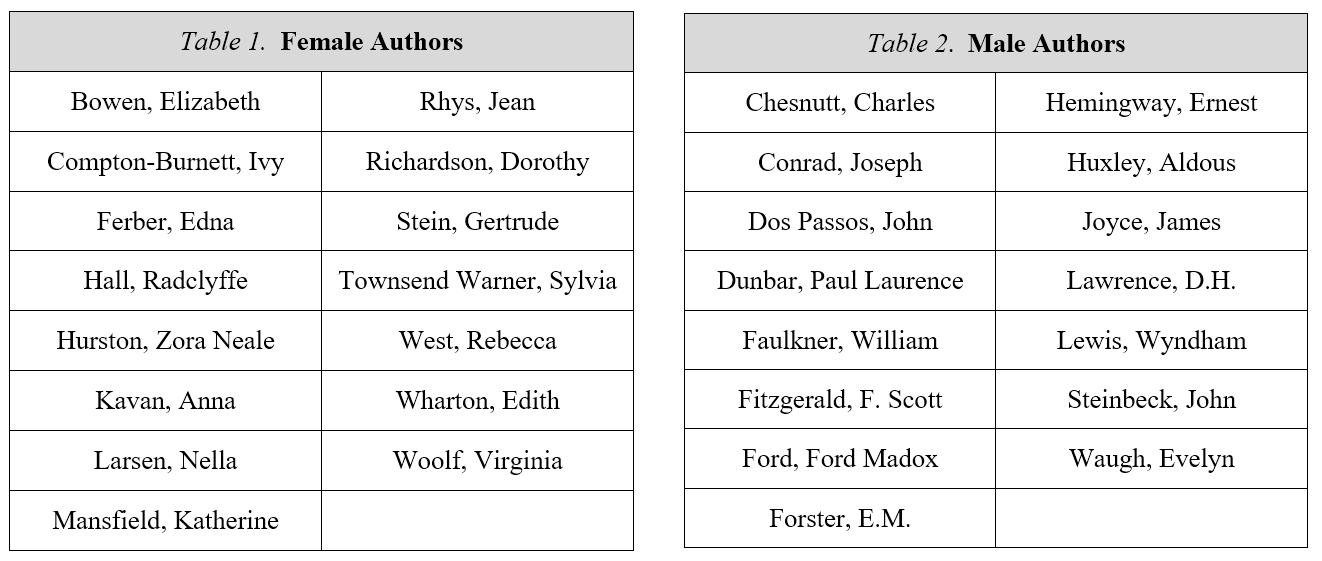 Table 1. Female Authors
Bowen, Elizabeth Rhys, Jean
Compton-Burnett, Ivy Richardson, Dorothy
Ferber, Edna Stein, Gertrude
Hall, Radclyffe Townsend Warner, Sylvia
Hurston, Zora Neale West, Rebecca
Kavan, Anna Wharton, Edith
Larsen, Nella Woolf, Virginia
Mansfield, Katherine
Table 2. Male Authors
Chesnutt, Charles Hemingway, Ernest
Conrad, Joseph Huxley, Aldous
Dos Passos, John Joyce, James
Dunbar, Paul Laurence Lawrence, D.H.
Faulkner, William Lewis, Wyndham
Fitzgerald, F. Scott Steinbeck, John
Ford, Ford Madox Waugh, Evelyn
Forster, E.M.